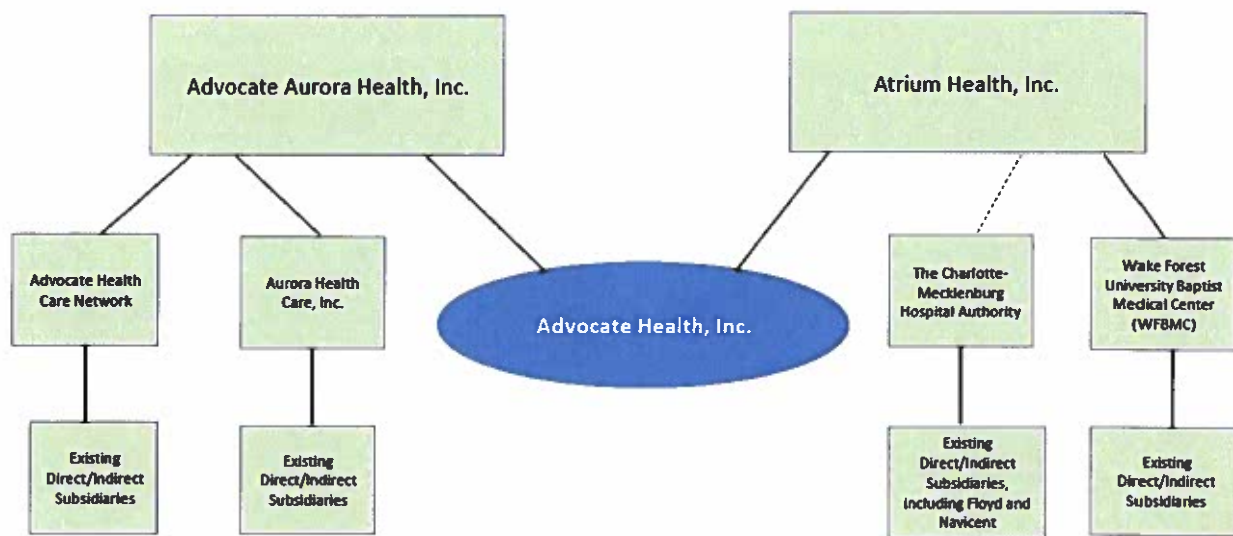 Advocate Aurora Health, Inc.
Atrium Health, Inc.
Advocate Health
Care Network
Aurora Health
Care, Inc.
Advocate Health, Inc.
The Charlotte-
Mecklenburg
Hospital Authority
Wake Forest
University Baptist
Medical Center
(WFBMC)
Existing
Direct/Indirect
Subsidiaries
Existing
Direct/Indirect
Subsidiaries
Existing
Direct/Indirect
Subsidiaries,
including Floyd and
Navicent
Existing
Direct/Indirect
Subsidiaries